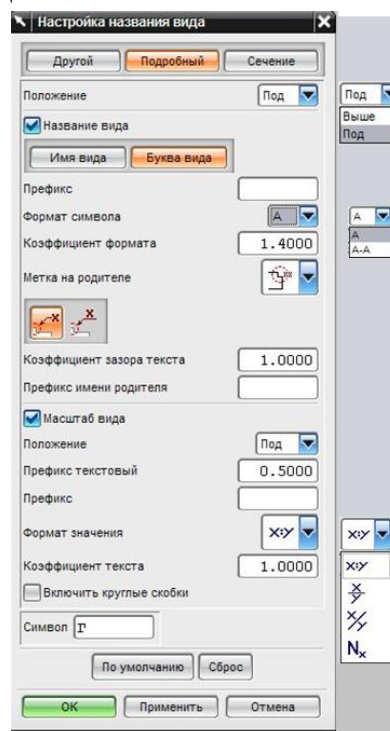 Настройка названия вида
Другой Подробный Сечение
Положение Под
Название вида
Имя вида Буква вида
Префикс
Формат символа A
Коэффициент формата 1.4000
Метка на родителе
Коэффициент зазора текста 1.0000
Префикс имени родителя
Масштаб вида
Положение Под
Префикс текстовый 0.5000
Префикс
Формат значения X:Y
Коэффициент текста 1.0000
Включить круглые скобки
Символ Г
По умолчанию Сброс
OK Применить Отмена
Под
Выше
Под
A
A
A-A
X:Y
X:Y
X/Y
X/Y
Nx